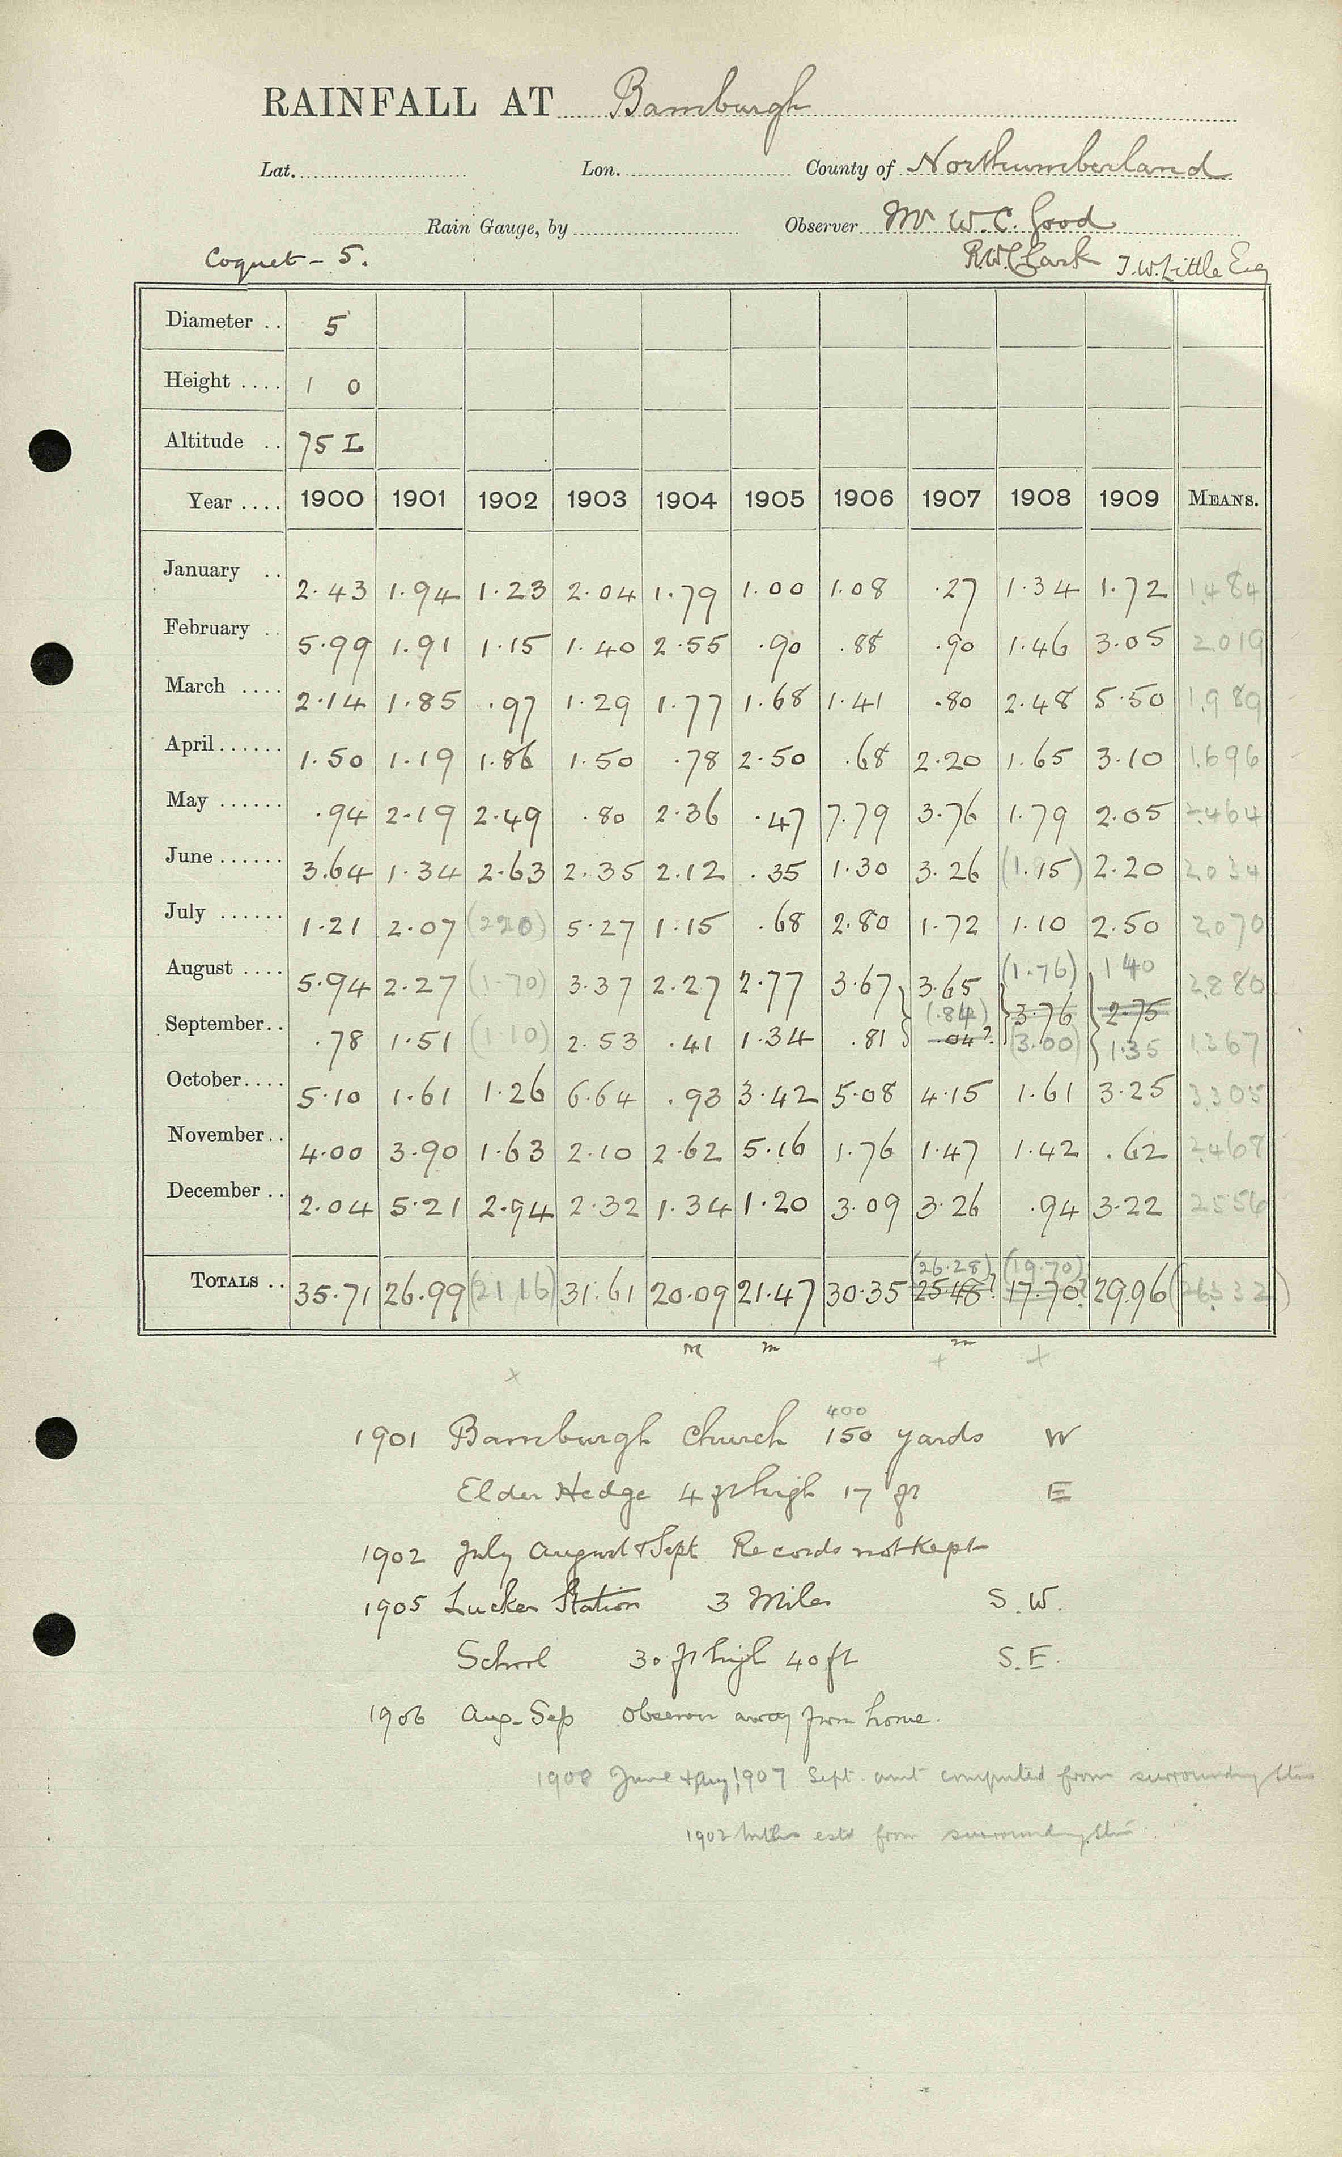 RAINFALL AT Bamburgh
Lat. Lon. County of Northumberland
Rain Gauge, by Observer Mr W. C. Good
Coquet - 5. R W Clark J. W. Little Esq
Diameter .. 5
Height .... 1 0
Altitude .. 75 L
Year .... 1900 1901 1902 1903 1904 1905 1906 1907 1908 1909 MEANS.
January .. 2.43 1.94 1.23 2.04 1.79 1.00 1.08 .27 1.34 1.72 1.484
February .. 5.99 1.91 1.15 1.40 2.55 .90 .88 .90 1.46 3.05 2.019
March .... 2.14 1.85 .97 1.29 1.77 1.68 1.41 .80 2.48 5.50 1.989
April...... 1.50 1.19 1.86 1.50 .78 2.50 .68 2.20 1.65 3.10 1.696
May ...... .94 2.19 2.49 .80 2.36 .47 7.79 3.76 1.79 2.05 2.464
June ...... 3.64 1.34 2.63 2.35 2.12 .35 1.30 3.26 (1.15) 2.20 2.034
July ...... 1.21 2.07 (2.20) 5.27 1.15 .68 2.80 1.72 1.10 2.50 2.070
August .... 5.94 2.27 (1.70) 3.37 2.27 2.77 3.67 3.65 (1.76) 1 40 2.880
(.84) 3.76 2.75
September.. .78 1.51 (1.10) 2.53 .41 1.34 .81 .04? (3.00) 1.35 1.367
October.... 5.10 1.61 1.26 6.64 .93 3.42 5.08 4.15 1.61 3.25 3.305
November.. 4.00 3.90 1.63 2.10 2.62 5.16 1.76 1.47 1.42 .62 2.468
December .. 2.04 5.21 2.94 2.32 1.34 1.20 3.09 3.26 .94 3.22 2.556
(26.28) (19.70)
TOTALS .. 35.71 26.99 (21.16) 31.61 20.09 21.47 30.35 25.48? 17.70? 29.96 (26.332)
m m m
x + +
400
1901 Bamburgh Church 150 yards W
Elder Hedge 4 ft high 17 ft E
1902 July August & Sept Records not kept
1905 Lucker Station 3 Miles S.W.
School 30 ft high 40 ft S.E.
1906 Aug-Sep Observer away from home.
1908 June & Aug, 1907 Sept. amt computed from surrounding stns
1902 mths estd from surrounding stns